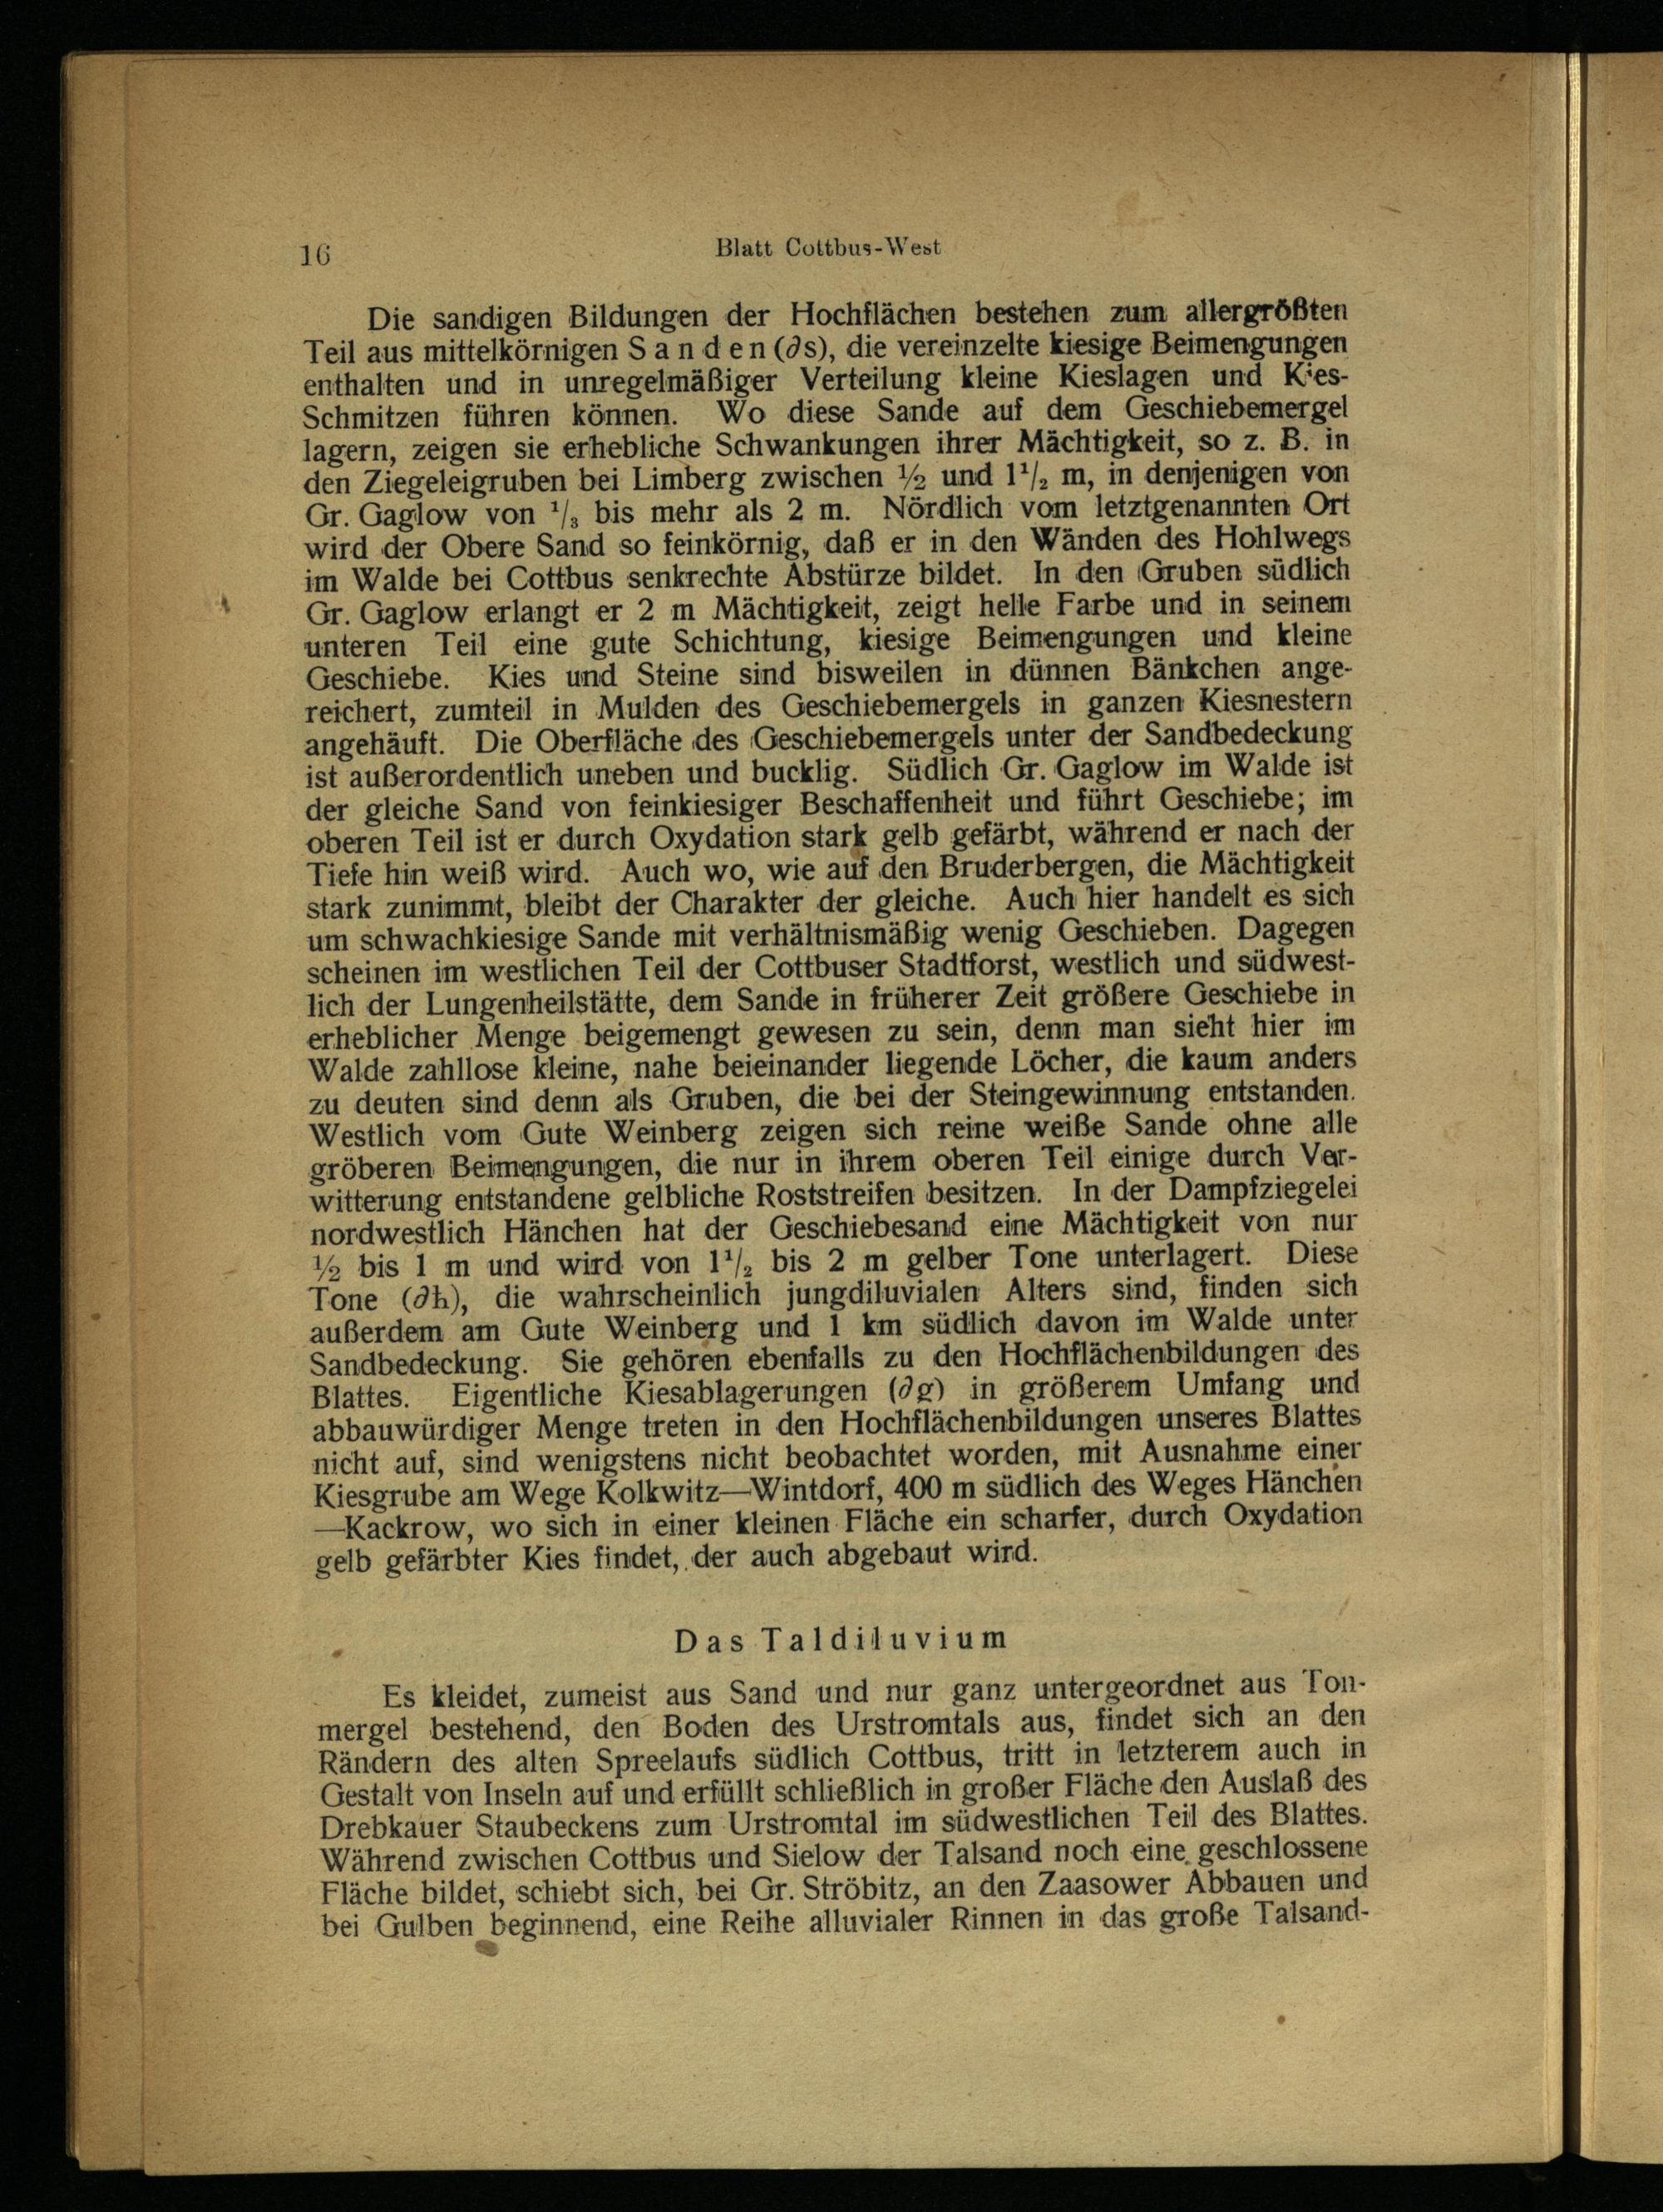 16
Blatt Cottbus-West
Die sandigen Bildungen der Hochflächen bestehen zum allergrößten
Teil aus mittelkörnigen Sanden (∂s), die vereinzelte kiesige Beimengungen
enthalten und in unregelmäßiger Verteilung kleine Kieslagen und Kies-
Schmitzen führen können. Wo diese Sande auf dem Geschiebemergel
lagern, zeigen sie erhebliche Schwankungen ihrer Mächtigkeit, so z. B. in
den Ziegeleigruben bei Limberg zwischen ½ und 1¹/₂ m, in denjenigen von
Gr. Gaglow von ¹/₃ bis mehr als 2 m. Nördlich vom letztgenannten Ort
wird der Obere Sand so feinkörnig, daß er in den Wänden des Hohlwegs
im Walde bei Cottbus senkrechte Abstürze bildet. In den Gruben südlich
Gr. Gaglow erlangt er 2 m Mächtigkeit, zeigt helle Farbe und in seinem
unteren Teil eine gute Schichtung, kiesige Beimengungen und kleine
Geschiebe. Kies und Steine sind bisweilen in dünnen Bänkchen ange-
reichert, zumteil in Mulden des Geschiebemergels in ganzen Kiesnestern
angehäuft. Die Oberfläche des Geschiebemergels unter der Sandbedeckung
ist außerordentlich uneben und bucklig. Südlich Gr. Gaglow im Walde ist
der gleiche Sand von feinkiesiger Beschaffenheit und führt Geschiebe; im
oberen Teil ist er durch Oxydation stark gelb gefärbt, während er nach der
Tiefe hin weiß wird. Auch wo, wie auf den Bruderbergen, die Mächtigkeit
stark zunimmt, bleibt der Charakter der gleiche. Auch hier handelt es sich
um schwachkiesige Sande mit verhältnismäßig wenig Geschieben. Dagegen
scheinen im westlichen Teil der Cottbuser Stadtforst, westlich und südwest-
lich der Lungenheilstätte, dem Sande in früherer Zeit größere Geschiebe in
erheblicher Menge beigemengt gewesen zu sein, denn man sieht hier im
Walde zahllose kleine, nahe beieinander liegende Löcher, die kaum anders
zu deuten sind denn als Gruben, die bei der Steingewinnung entstanden.
Westlich vom Gute Weinberg zeigen sich reine weiße Sande ohne alle
gröberen Beimengungen, die nur in ihrem oberen Teil einige durch Ver-
witterung entstandene gelbliche Roststreifen besitzen. In der Dampfziegelei
nordwestlich Hänchen hat der Geschiebesand eine Mächtigkeit von nur
½ bis 1 m und wird von 1¹/₂ bis 2 m gelber Tone unterlagert. Diese
Tone (∂ħ), die wahrscheinlich jungdiluvialen Alters sind, finden sich
außerdem am Gute Weinberg und 1 km südlich davon im Walde unter
Sandbedeckung. Sie gehören ebenfalls zu den Hochflächenbildungen des
Blattes. Eigentliche Kiesablagerungen (∂g) in größerem Umfang und
abbauwürdiger Menge treten in den Hochflächenbildungen unseres Blattes
nicht auf, sind wenigstens nicht beobachtet worden, mit Ausnahme einer
Kiesgrube am Wege Kolkwitz—Wintdorf, 400 m südlich des Weges Hänchen
—Kackrow, wo sich in einer kleinen Fläche ein scharfer, durch Oxydation
gelb gefärbter Kies findet, der auch abgebaut wird.
Das Taldiluvium
Es kleidet, zumeist aus Sand und nur ganz untergeordnet aus Ton-
mergel bestehend, den Boden des Urstromtals aus, findet sich an den
Rändern des alten Spreelaufs südlich Cottbus, tritt in letzterem auch in
Gestalt von Inseln auf und erfüllt schließlich in großer Fläche den Auslaß des
Drebkauer Staubeckens zum Urstromtal im südwestlichen Teil des Blattes.
Während zwischen Cottbus und Sielow der Talsand noch eine geschlossene
Fläche bildet, schiebt sich, bei Gr. Ströbitz, an den Zaasower Abbauen und
bei Gulben beginnend, eine Reihe alluvialer Rinnen in das große Talsand-